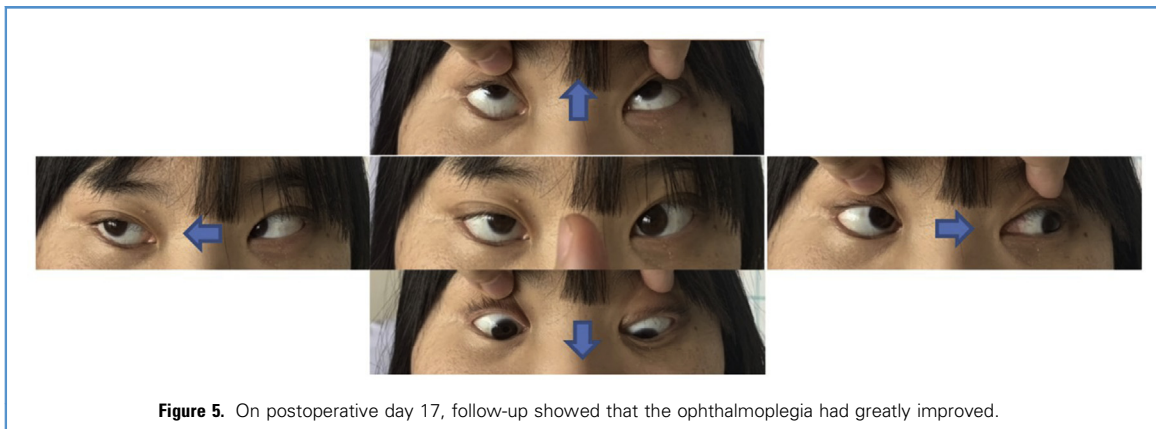 Figure 5. On postoperative day 17, follow-up showed that the ophthalmoplegia had greatly improved.